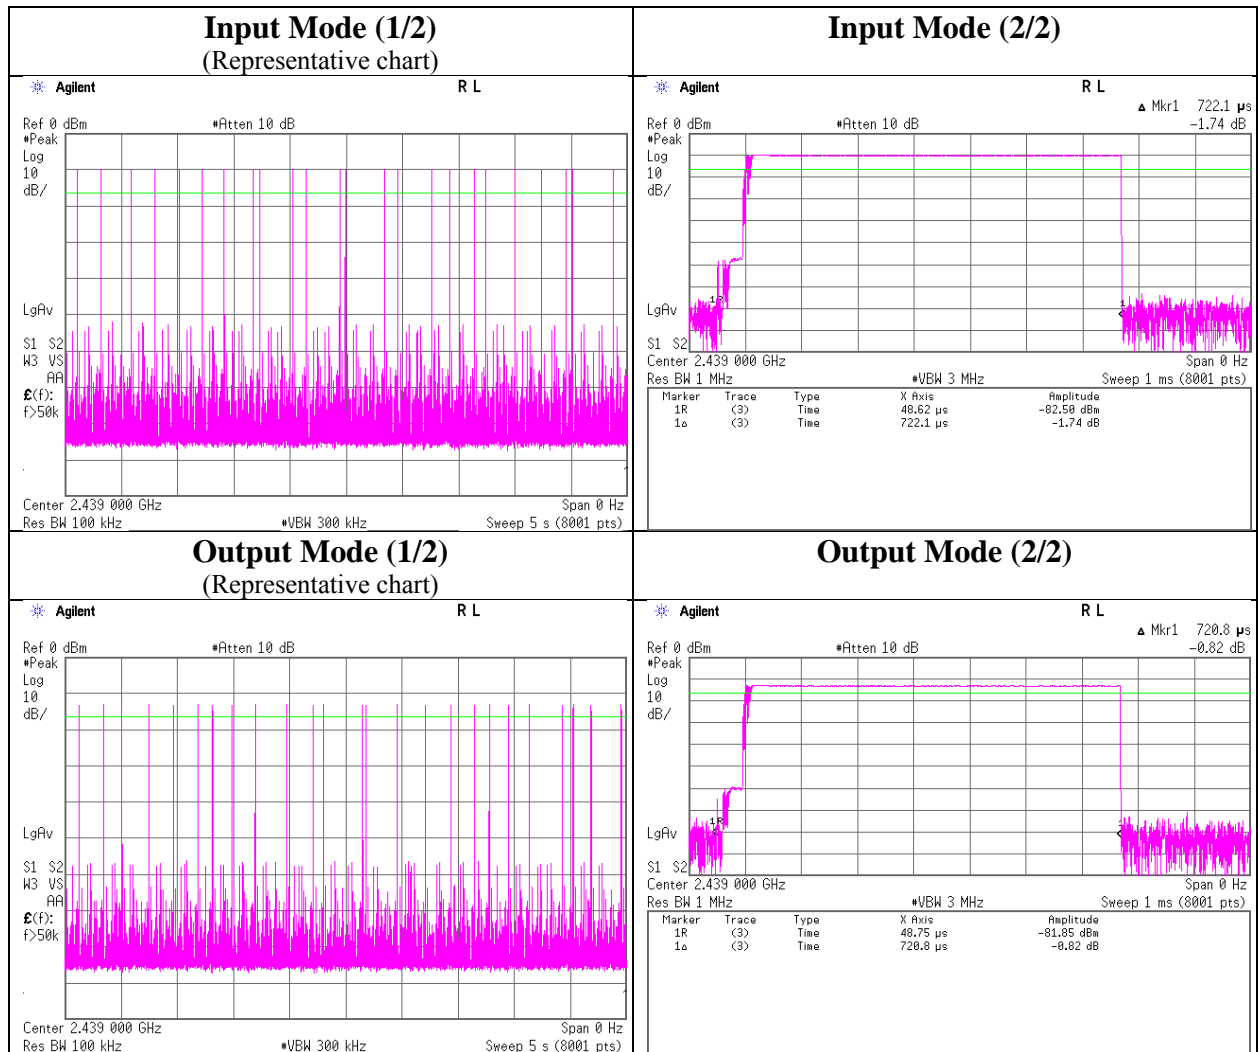 Input Mode (1/2)
(Representative chart)
Agilent R L
Ref 0 dBm #Atten 10 dB
#Peak
Log
10
dB/
LgAv
S1 S2
W3 VS
AA
£(f):
f>50k
Center 2.439 000 GHz Span 0 Hz
Res BW 100 kHz #VBW 300 kHz Sweep 5 s (8001 pts)
Input Mode (2/2)
Agilent R L
Δ Mkr1 722.1 µs
Ref 0 dBm #Atten 10 dB -1.74 dB
#Peak
Log
10
dB/
1R
1
LgAv
S1 S2
Center 2.439 000 GHz Span 0 Hz
Res BW 1 MHz #VBW 3 MHz Sweep 1 ms (8001 pts)
Marker Trace Type X Axis Amplitude
1R (3) Time 48.62 µs -82.50 dBm
1Δ (3) Time 722.1 µs -1.74 dB
Output Mode (1/2)
(Representative chart)
Agilent R L
Ref 0 dBm #Atten 10 dB
#Peak
Log
10
dB/
LgAv
S1 S2
W3 VS
AA
£(f):
f>50k
Center 2.439 000 GHz Span 0 Hz
Res BW 100 kHz #VBW 300 kHz Sweep 5 s (8001 pts)
Output Mode (2/2)
Agilent R L
Δ Mkr1 720.8 µs
Ref 0 dBm #Atten 10 dB -0.82 dB
#Peak
Log
10
dB/
1R
1
LgAv
S1 S2
Center 2.439 000 GHz Span 0 Hz
Res BW 1 MHz #VBW 3 MHz Sweep 1 ms (8001 pts)
Marker Trace Type X Axis Amplitude
1R (3) Time 48.75 µs -81.85 dBm
1Δ (3) Time 720.8 µs -0.82 dB